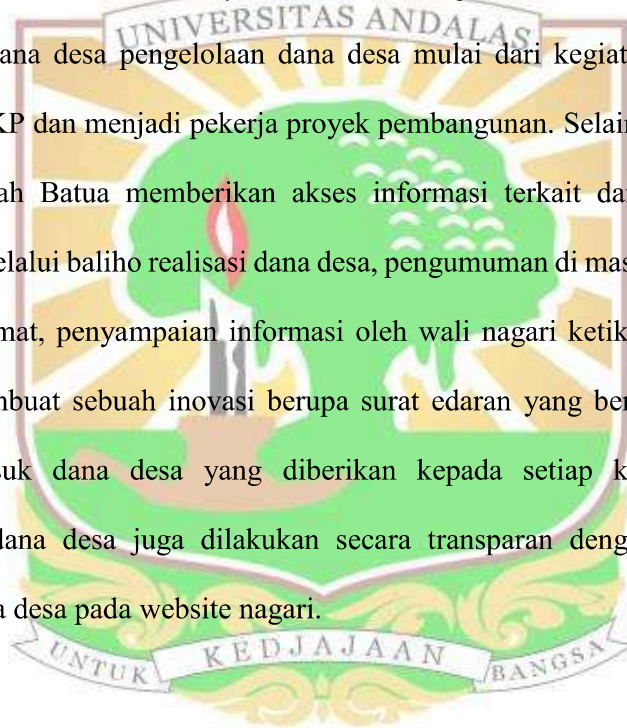 UNIVERSITAS ANDALAS
ana desa pengelolaan dana desa mulai dari kegiat
KP dan menjadi pekerja proyek pembangunan. Selain
ah Batua memberikan akses informasi terkait da
elalui baliho realisasi dana desa, pengumuman di mas
mat, penyampaian informasi oleh wali nagari ketik
mbuat sebuah inovasi berupa surat edaran yang ber
suk dana desa yang diberikan kepada setiap k
dana desa juga dilakukan secara transparan deng
a desa pada website nagari.
UNTUK KEDJAJAAN BANGSA